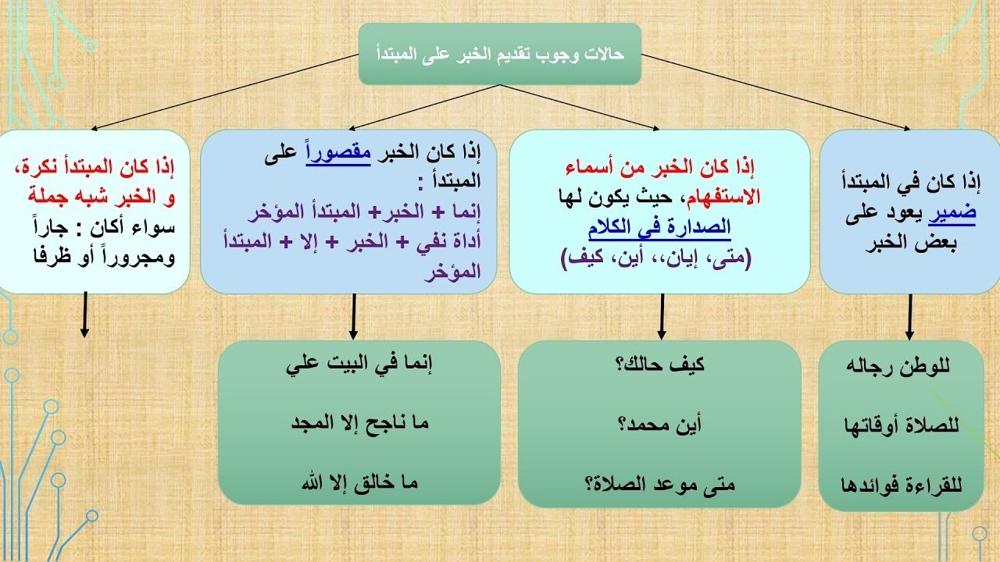 حالات وجوب تقديم الخبر على المبتدأ
إذا كان في المبتدأ
ضمير يعود على
بعض الخبر
إذا كان الخبر من أسماء
الاستفهام، حيث يكون لها
الصدارة في الكلام
(متى، إيان،، أين، كيف)
إذا كان الخبر مقصوراً على
المبتدأ :
إنما + الخبر+ المبتدأ المؤخر
أداة نفي + الخبر + إلا + المبتدأ
المؤخر
إذا كان المبتدأ نكرة،
و الخبر شبه جملة
سواء أكان : جاراً
ومجروراً أو ظرفا
للوطن رجاله
للصلاة أوقاتها
للقراءة فوائدها
كيف حالك؟
أين محمد؟
متى موعد الصلاة؟
إنما في البيت علي
ما ناجح إلا المجد
ما خالق إلا الله